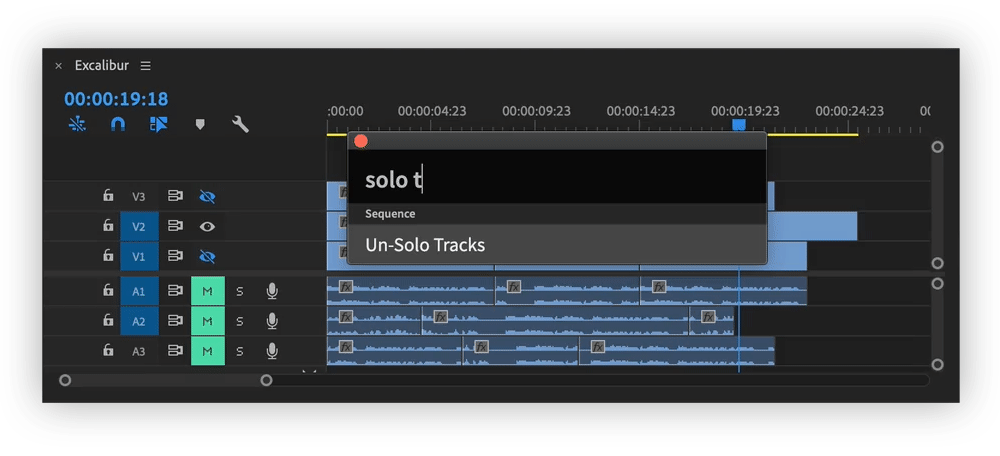 × Excalibur ☰
00:00:19:18
:00:00 00:00:04:23 00:00:09:23 00:00:14:23 00:00:19:23 00:00:24:23 00
solo t
Sequence
Un-Solo Tracks
V3
V2
V1
A1 M S fx fx fx
A2 M S fx fx fx
A3 M S fx fx fx